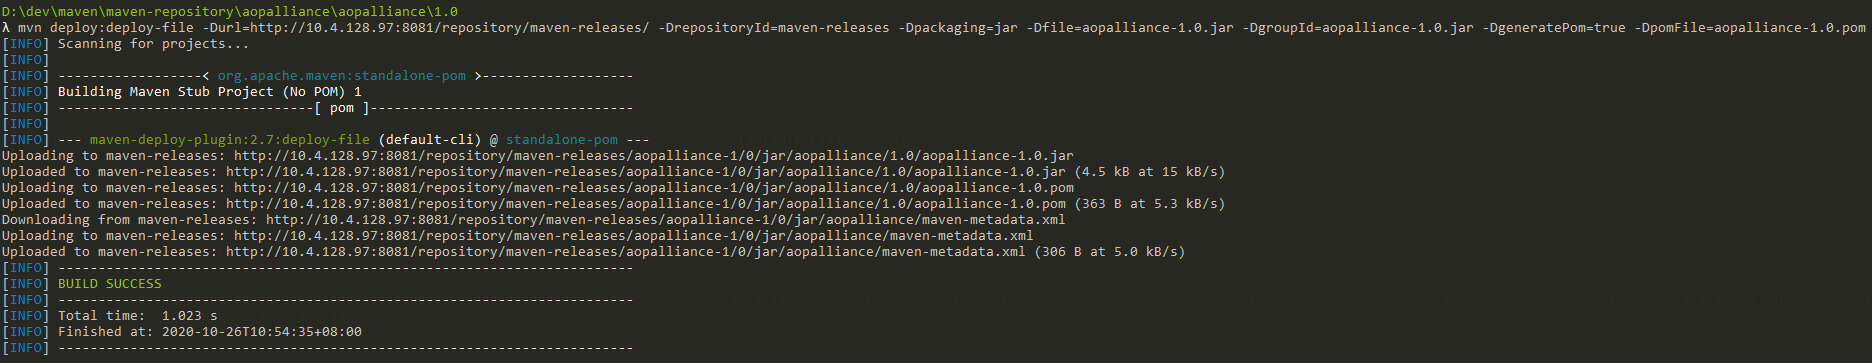 D:\dev\maven\maven-repository\aopalliance\aopalliance\1.0
λ mvn deploy:deploy-file -Durl=http://10.4.128.97:8081/repository/maven-releases/ -DrepositoryId=maven-releases -Dpackaging=jar -Dfile=aopalliance-1.0.jar -DgroupId=aopalliance-1.0.jar -DgeneratePom=true -DpomFile=aopalliance-1.0.pom
[INFO] Scanning for projects...
[INFO]
[INFO] ------------------< org.apache.maven:standalone-pom >-------------------
[INFO] Building Maven Stub Project (No POM) 1
[INFO] --------------------------------[ pom ]---------------------------------
[INFO]
[INFO] --- maven-deploy-plugin:2.7:deploy-file (default-cli) @ standalone-pom ---
Uploading to maven-releases: http://10.4.128.97:8081/repository/maven-releases/aopalliance-1/0/jar/aopalliance/1.0/aopalliance-1.0.jar
Uploaded to maven-releases: http://10.4.128.97:8081/repository/maven-releases/aopalliance-1/0/jar/aopalliance/1.0/aopalliance-1.0.jar (4.5 kB at 15 kB/s)
Uploading to maven-releases: http://10.4.128.97:8081/repository/maven-releases/aopalliance-1/0/jar/aopalliance/1.0/aopalliance-1.0.pom
Uploaded to maven-releases: http://10.4.128.97:8081/repository/maven-releases/aopalliance-1/0/jar/aopalliance/1.0/aopalliance-1.0.pom (363 B at 5.3 kB/s)
Downloading from maven-releases: http://10.4.128.97:8081/repository/maven-releases/aopalliance-1/0/jar/aopalliance/maven-metadata.xml
Uploading to maven-releases: http://10.4.128.97:8081/repository/maven-releases/aopalliance-1/0/jar/aopalliance/maven-metadata.xml
Uploaded to maven-releases: http://10.4.128.97:8081/repository/maven-releases/aopalliance-1/0/jar/aopalliance/maven-metadata.xml (306 B at 5.0 kB/s)
[INFO] ------------------------------------------------------------------------
[INFO] BUILD SUCCESS
[INFO] ------------------------------------------------------------------------
[INFO] Total time:  1.023 s
[INFO] Finished at: 2020-10-26T10:54:35+08:00
[INFO] ------------------------------------------------------------------------